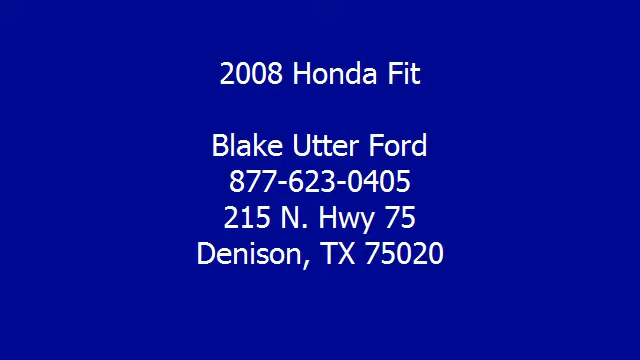 2008 Honda Fit
Blake Utter Ford
877-623-0405
215 N. Hwy 75
Denison, TX 75020